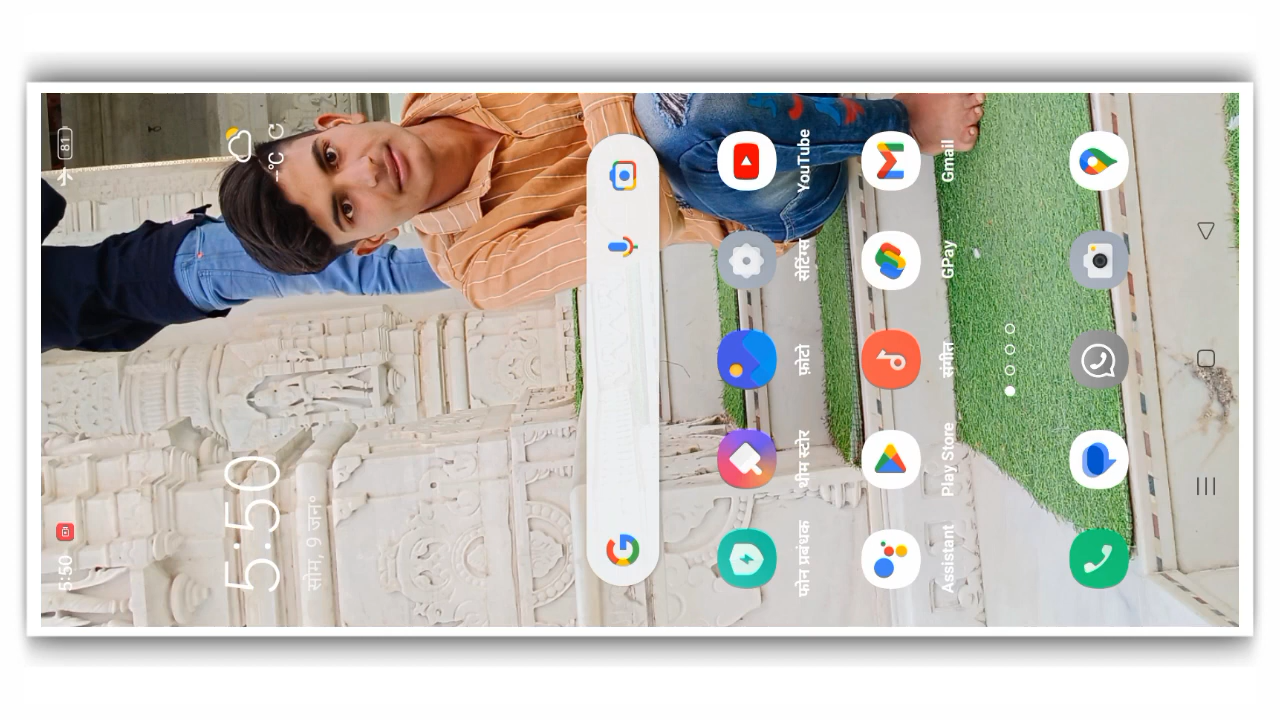 5:50
81
5:50
-°C
सोम, 9 जन॰
फोन प्रबंधक
थीम स्टोर
फ़ोटो
सेटिंग्स
YouTube
Assistant
Play Store
संगीत
GPay
Gmail